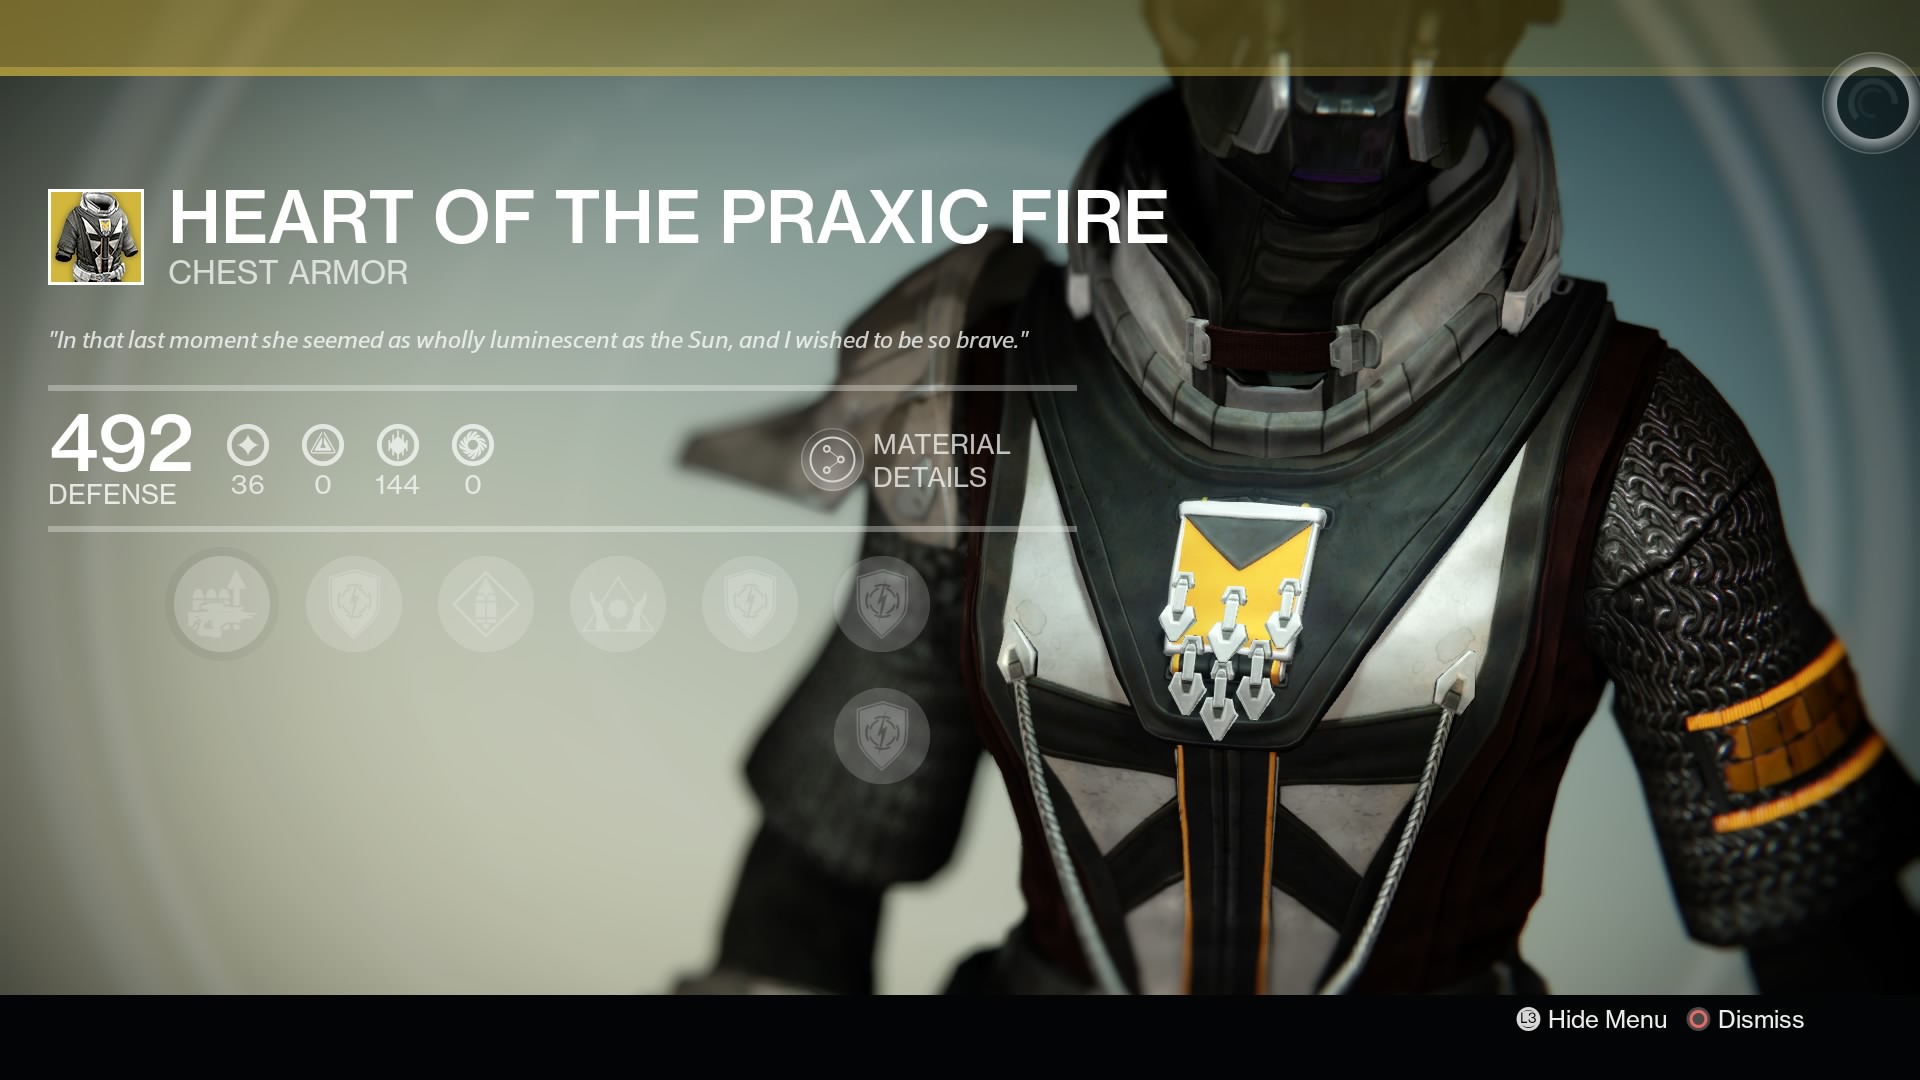 HEART OF THE PRAXIC FIRE
CHEST ARMOR
"In that last moment she seemed as wholly luminescent as the Sun, and I wished to be so brave."
492
DEFENSE
36 0 144 0
MATERIAL
DETAILS
L3 Hide Menu Dismiss